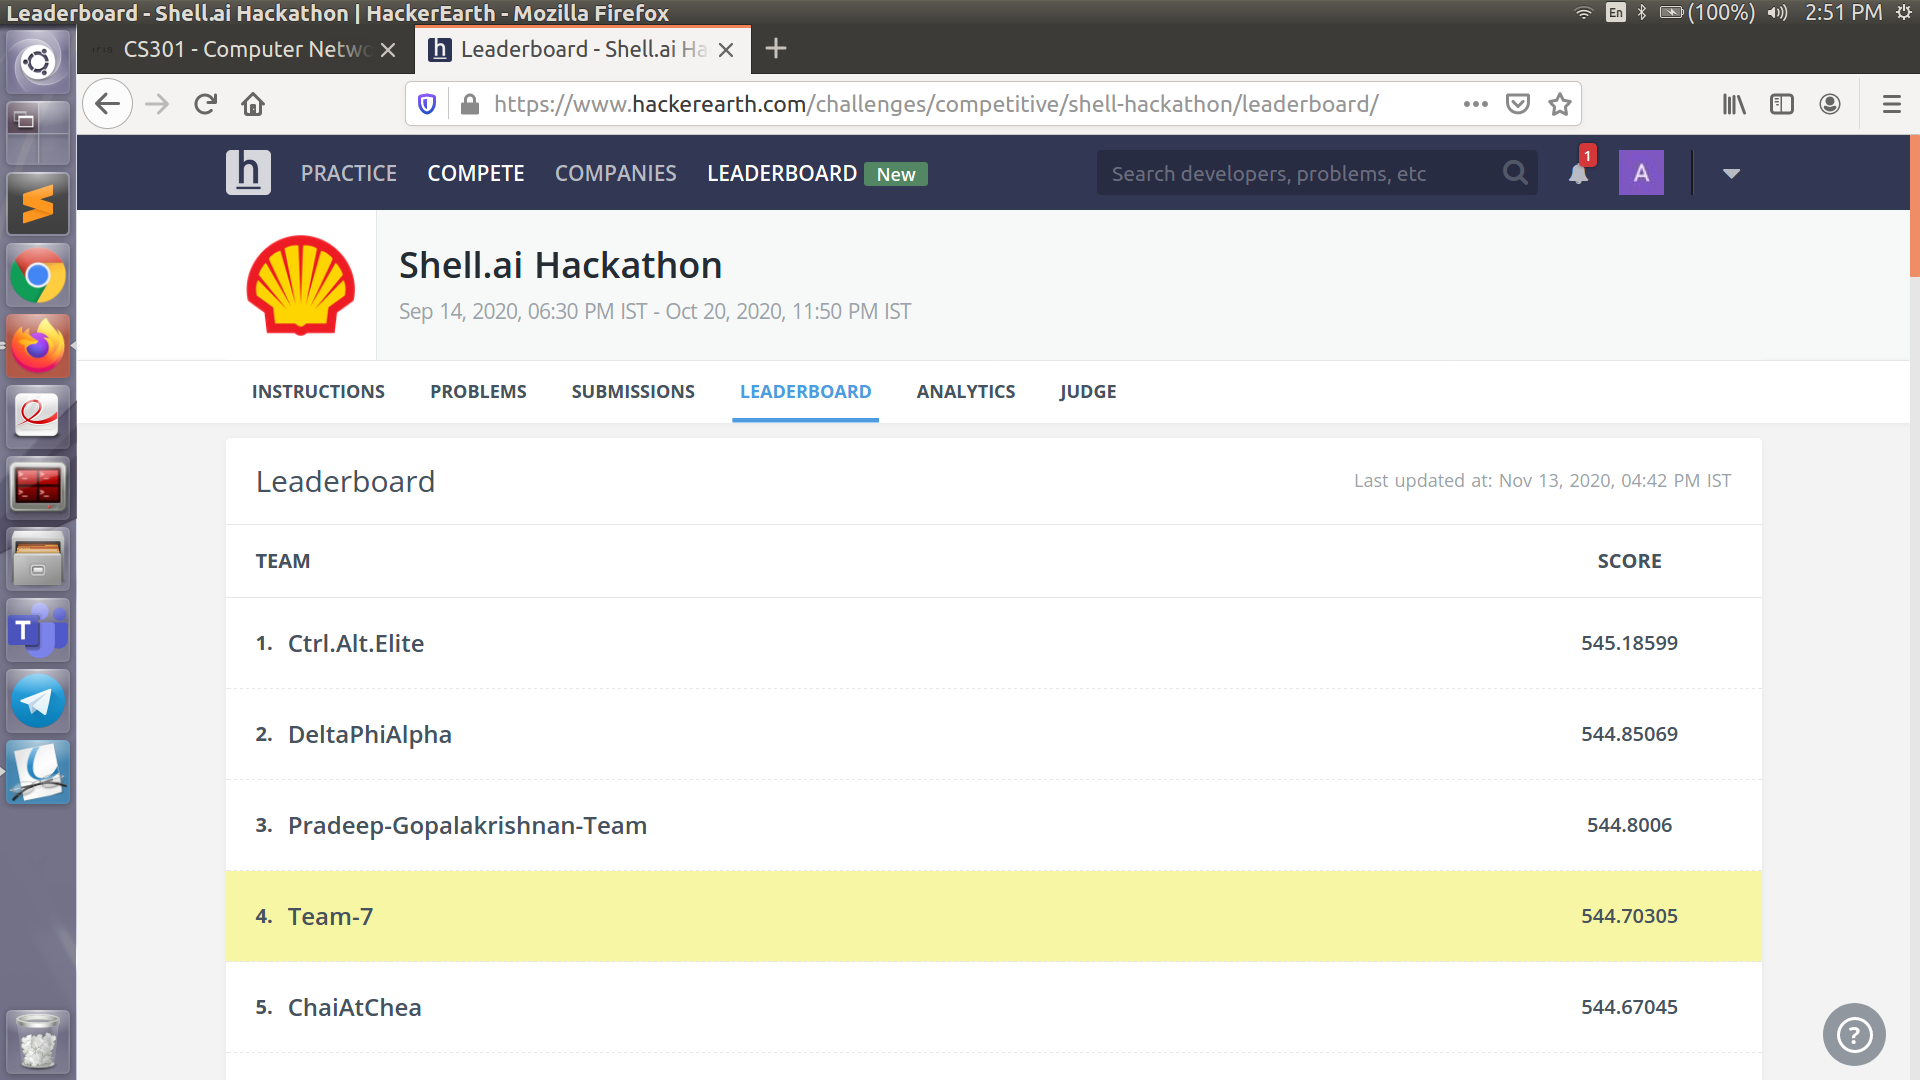 Leaderboard - Shell.ai Hackathon | HackerEarth - Mozilla Firefox
En (100%) 2:51 PM
CS301 - Computer Netwo
Leaderboard - Shell.ai Ha
https://www.hackerearth.com/challenges/competitive/shell-hackathon/leaderboard/
h PRACTICE COMPETE COMPANIES LEADERBOARD New Search developers, problems, etc 1 A
Shell.ai Hackathon
Sep 14, 2020, 06:30 PM IST - Oct 20, 2020, 11:50 PM IST
INSTRUCTIONS PROBLEMS SUBMISSIONS LEADERBOARD ANALYTICS JUDGE
Leaderboard Last updated at: Nov 13, 2020, 04:42 PM IST
TEAM SCORE
1. Ctrl.Alt.Elite 545.18599
2. DeltaPhiAlpha 544.85069
3. Pradeep-Gopalakrishnan-Team 544.8006
4. Team-7 544.70305
5. ChaiAtChea 544.67045
T
?